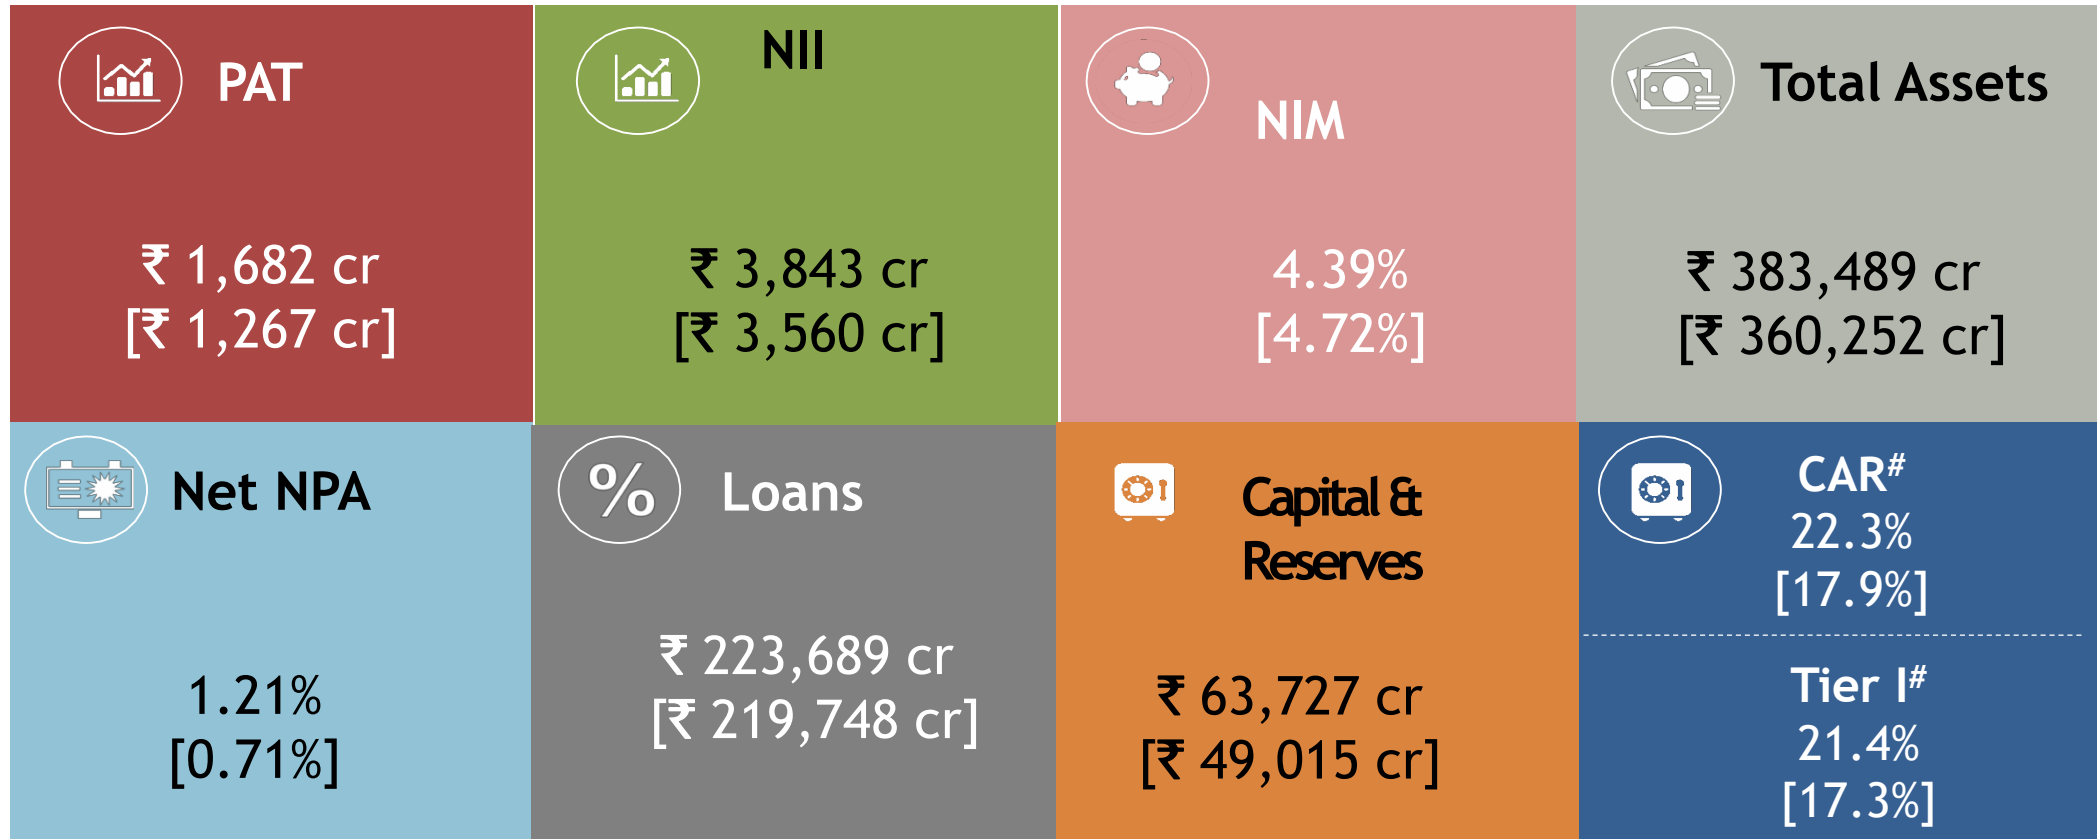 PAT
₹ 1,682 cr
[₹ 1,267 cr]
NII
₹ 3,843 cr
[₹ 3,560 cr]
NIM
4.39%
[4.72%]
Total Assets
₹ 383,489 cr
[₹ 360,252 cr]
Net NPA
1.21%
[0.71%]
%
Loans
₹ 223,689 cr
[₹ 219,748 cr]
Capital &
Reserves
₹ 63,727 cr
[₹ 49,015 cr]
CAR#
22.3%
[17.9%]
Tier I#
21.4%
[17.3%]